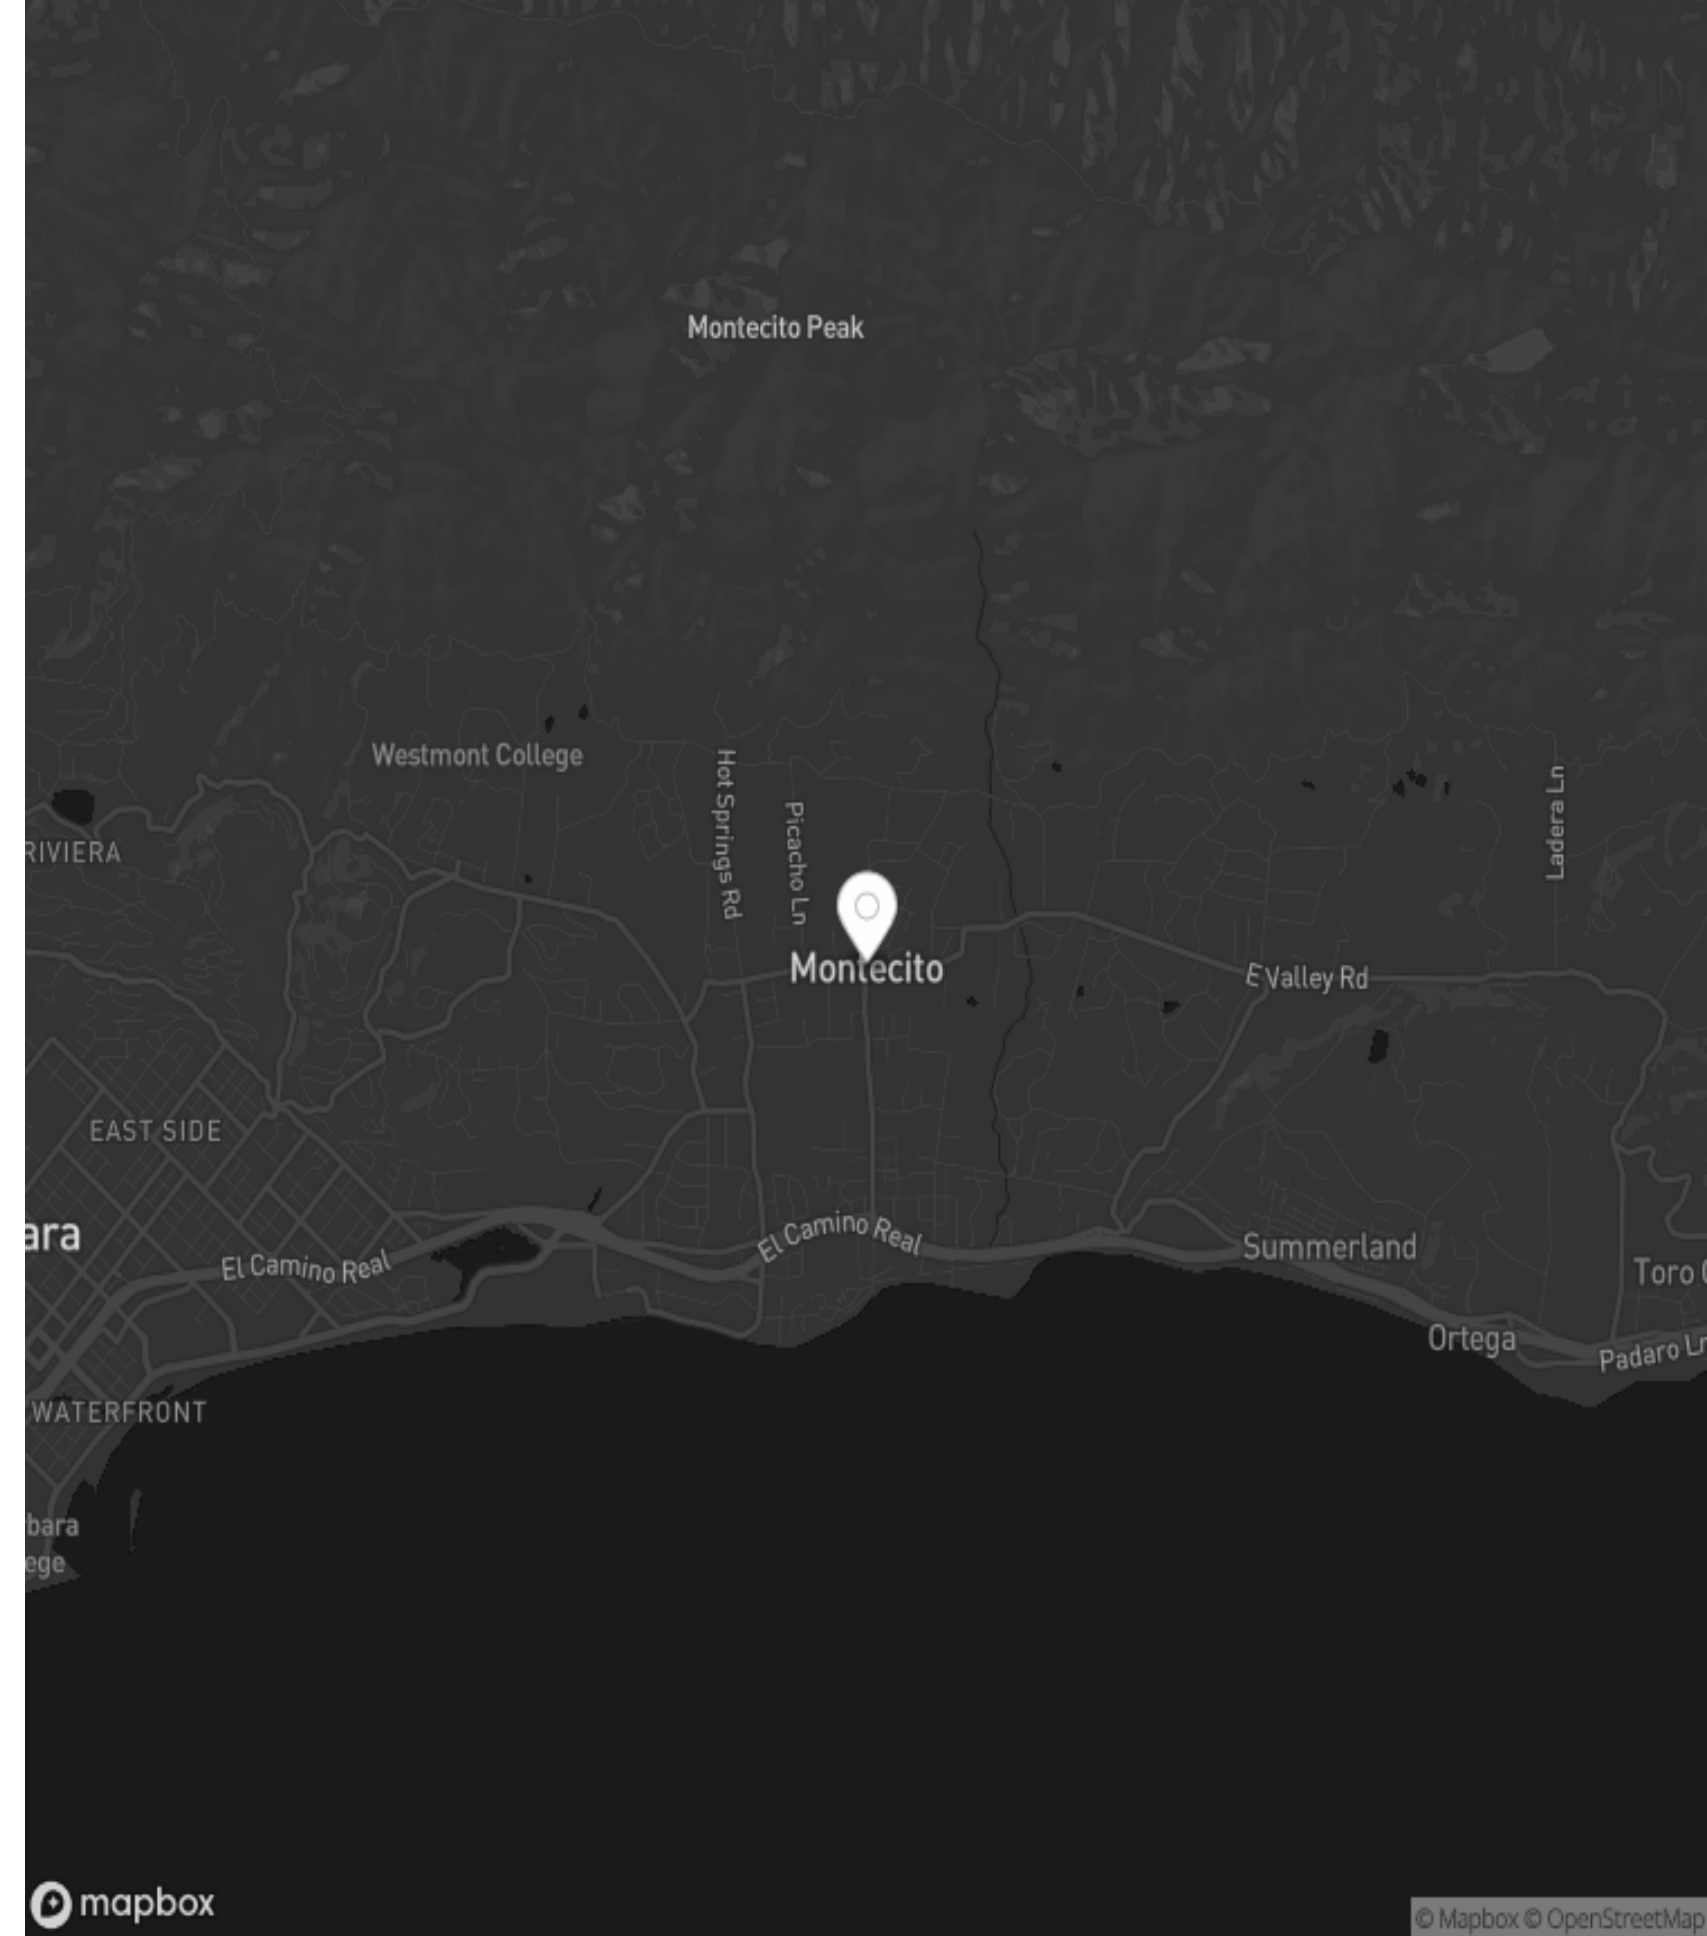 Montecito Peak
Westmont College
Hot Springs Rd
Picacho Ln
Ladera Ln
RIVIERA
Montecito
E Valley Rd
EAST SIDE
ara
El Camino Real
El Camino Real
Summerland
Toro
Ortega
Padaro Ln
WATERFRONT
bara
ege
mapbox
© Mapbox © OpenStreetMap